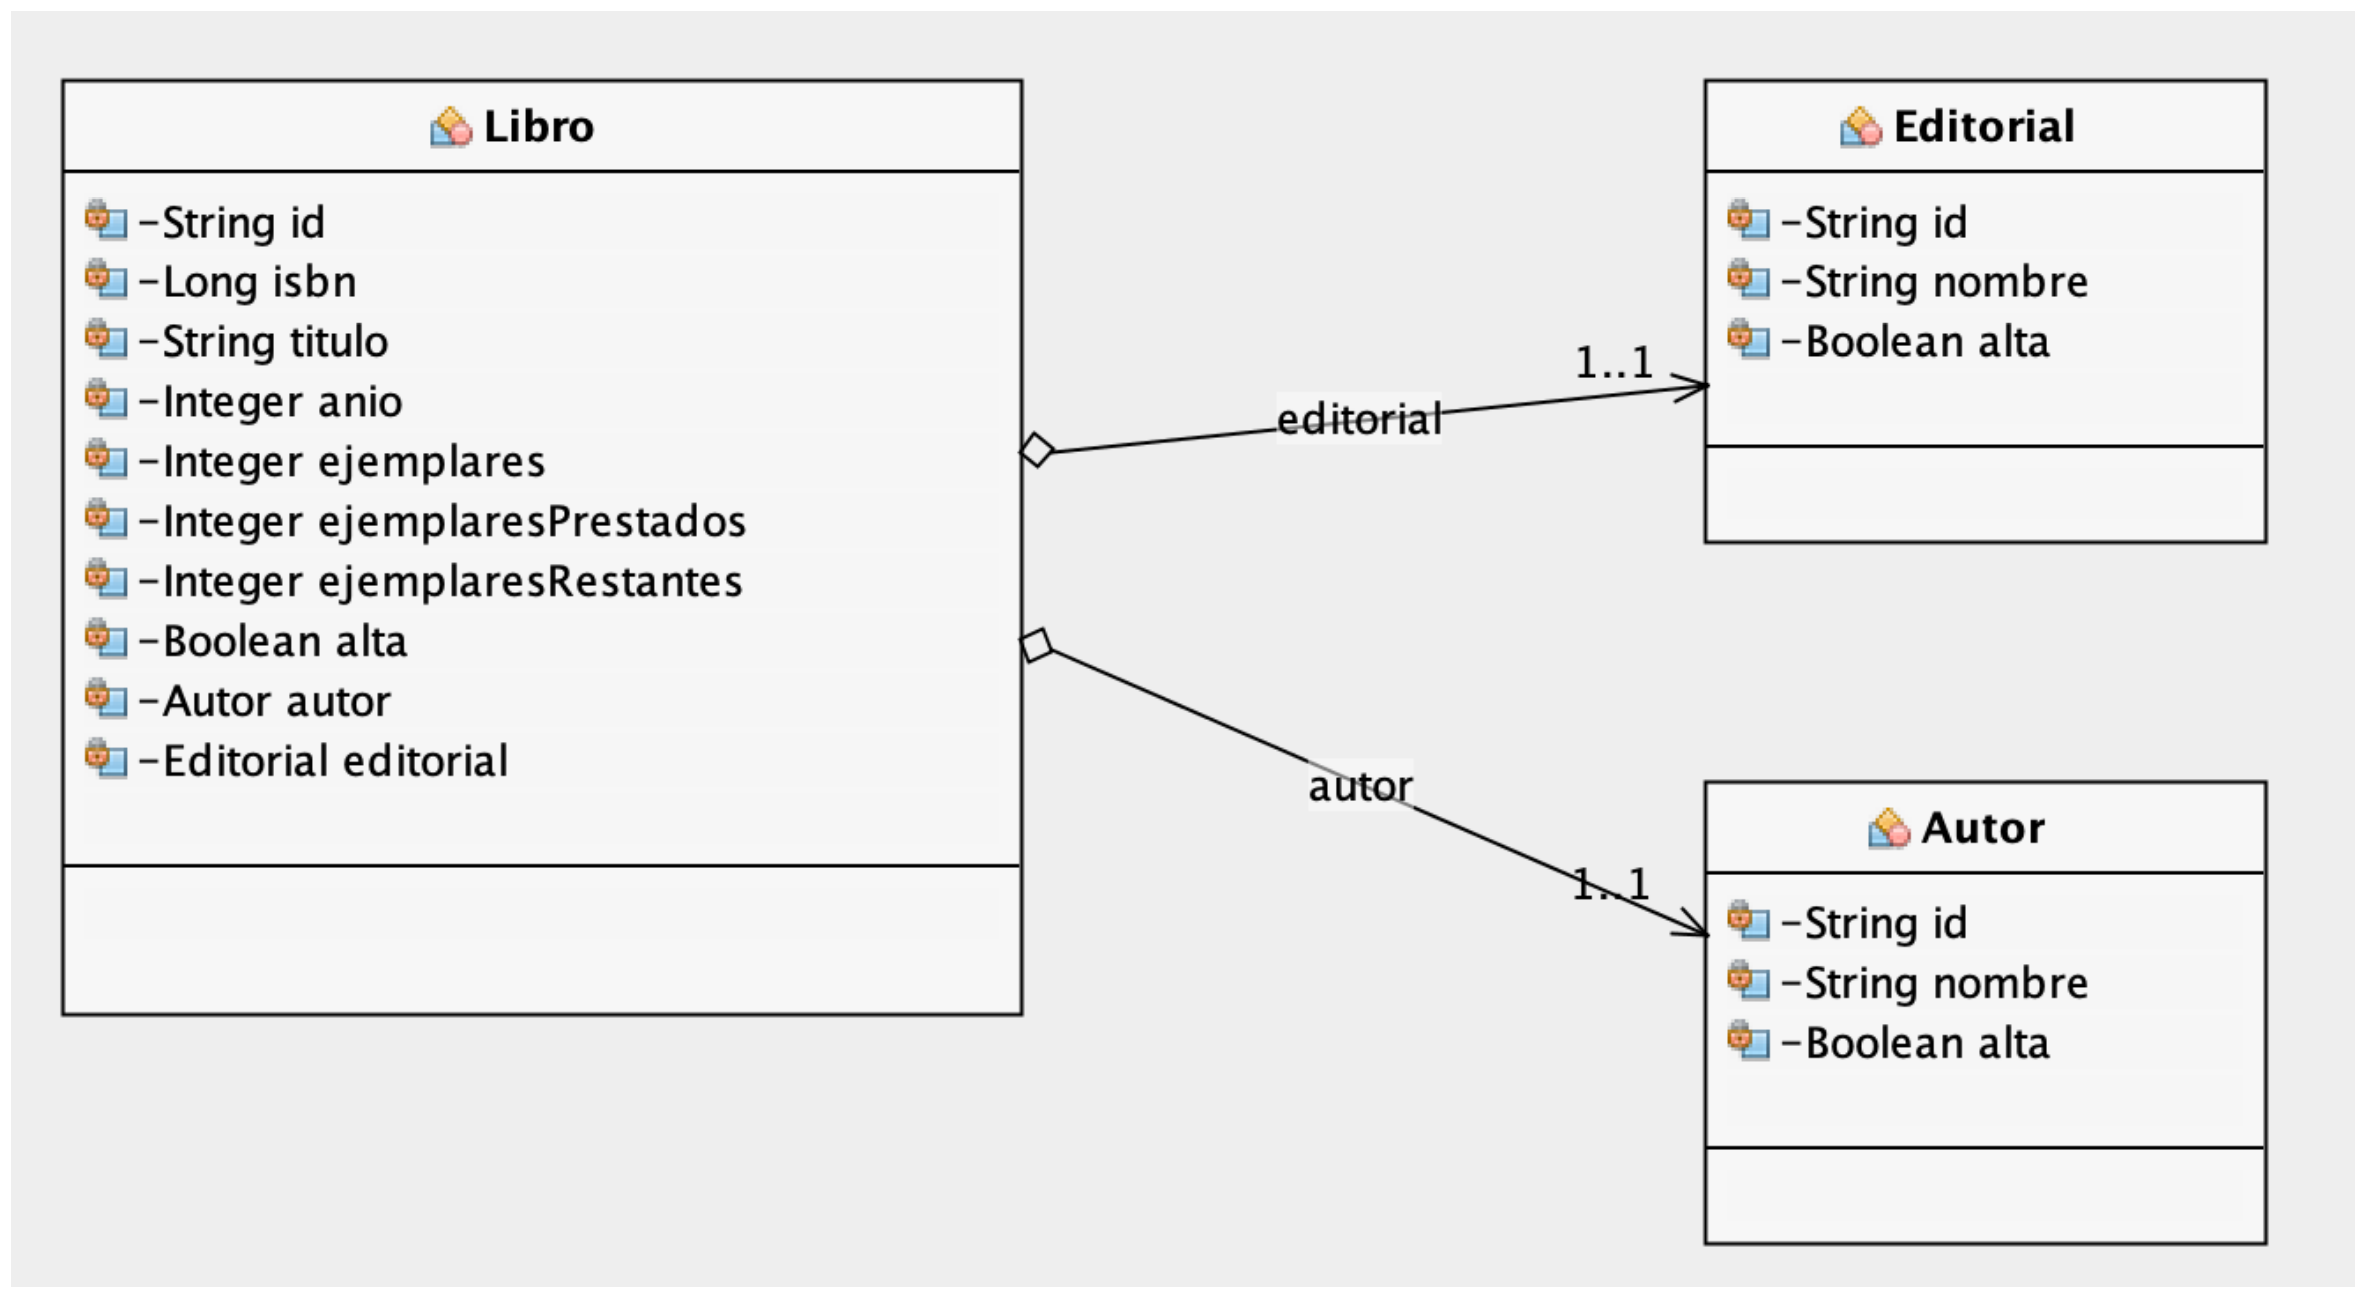 Libro
-String id
-Long isbn
-String titulo
-Integer anio
-Integer ejemplares
-Integer ejemplaresPrestados
-Integer ejemplaresRestantes
-Boolean alta
-Autor autor
-Editorial editorial
editorial
1..1
autor
1..1
Editorial
-String id
-String nombre
-Boolean alta
Autor
-String id
-String nombre
-Boolean alta